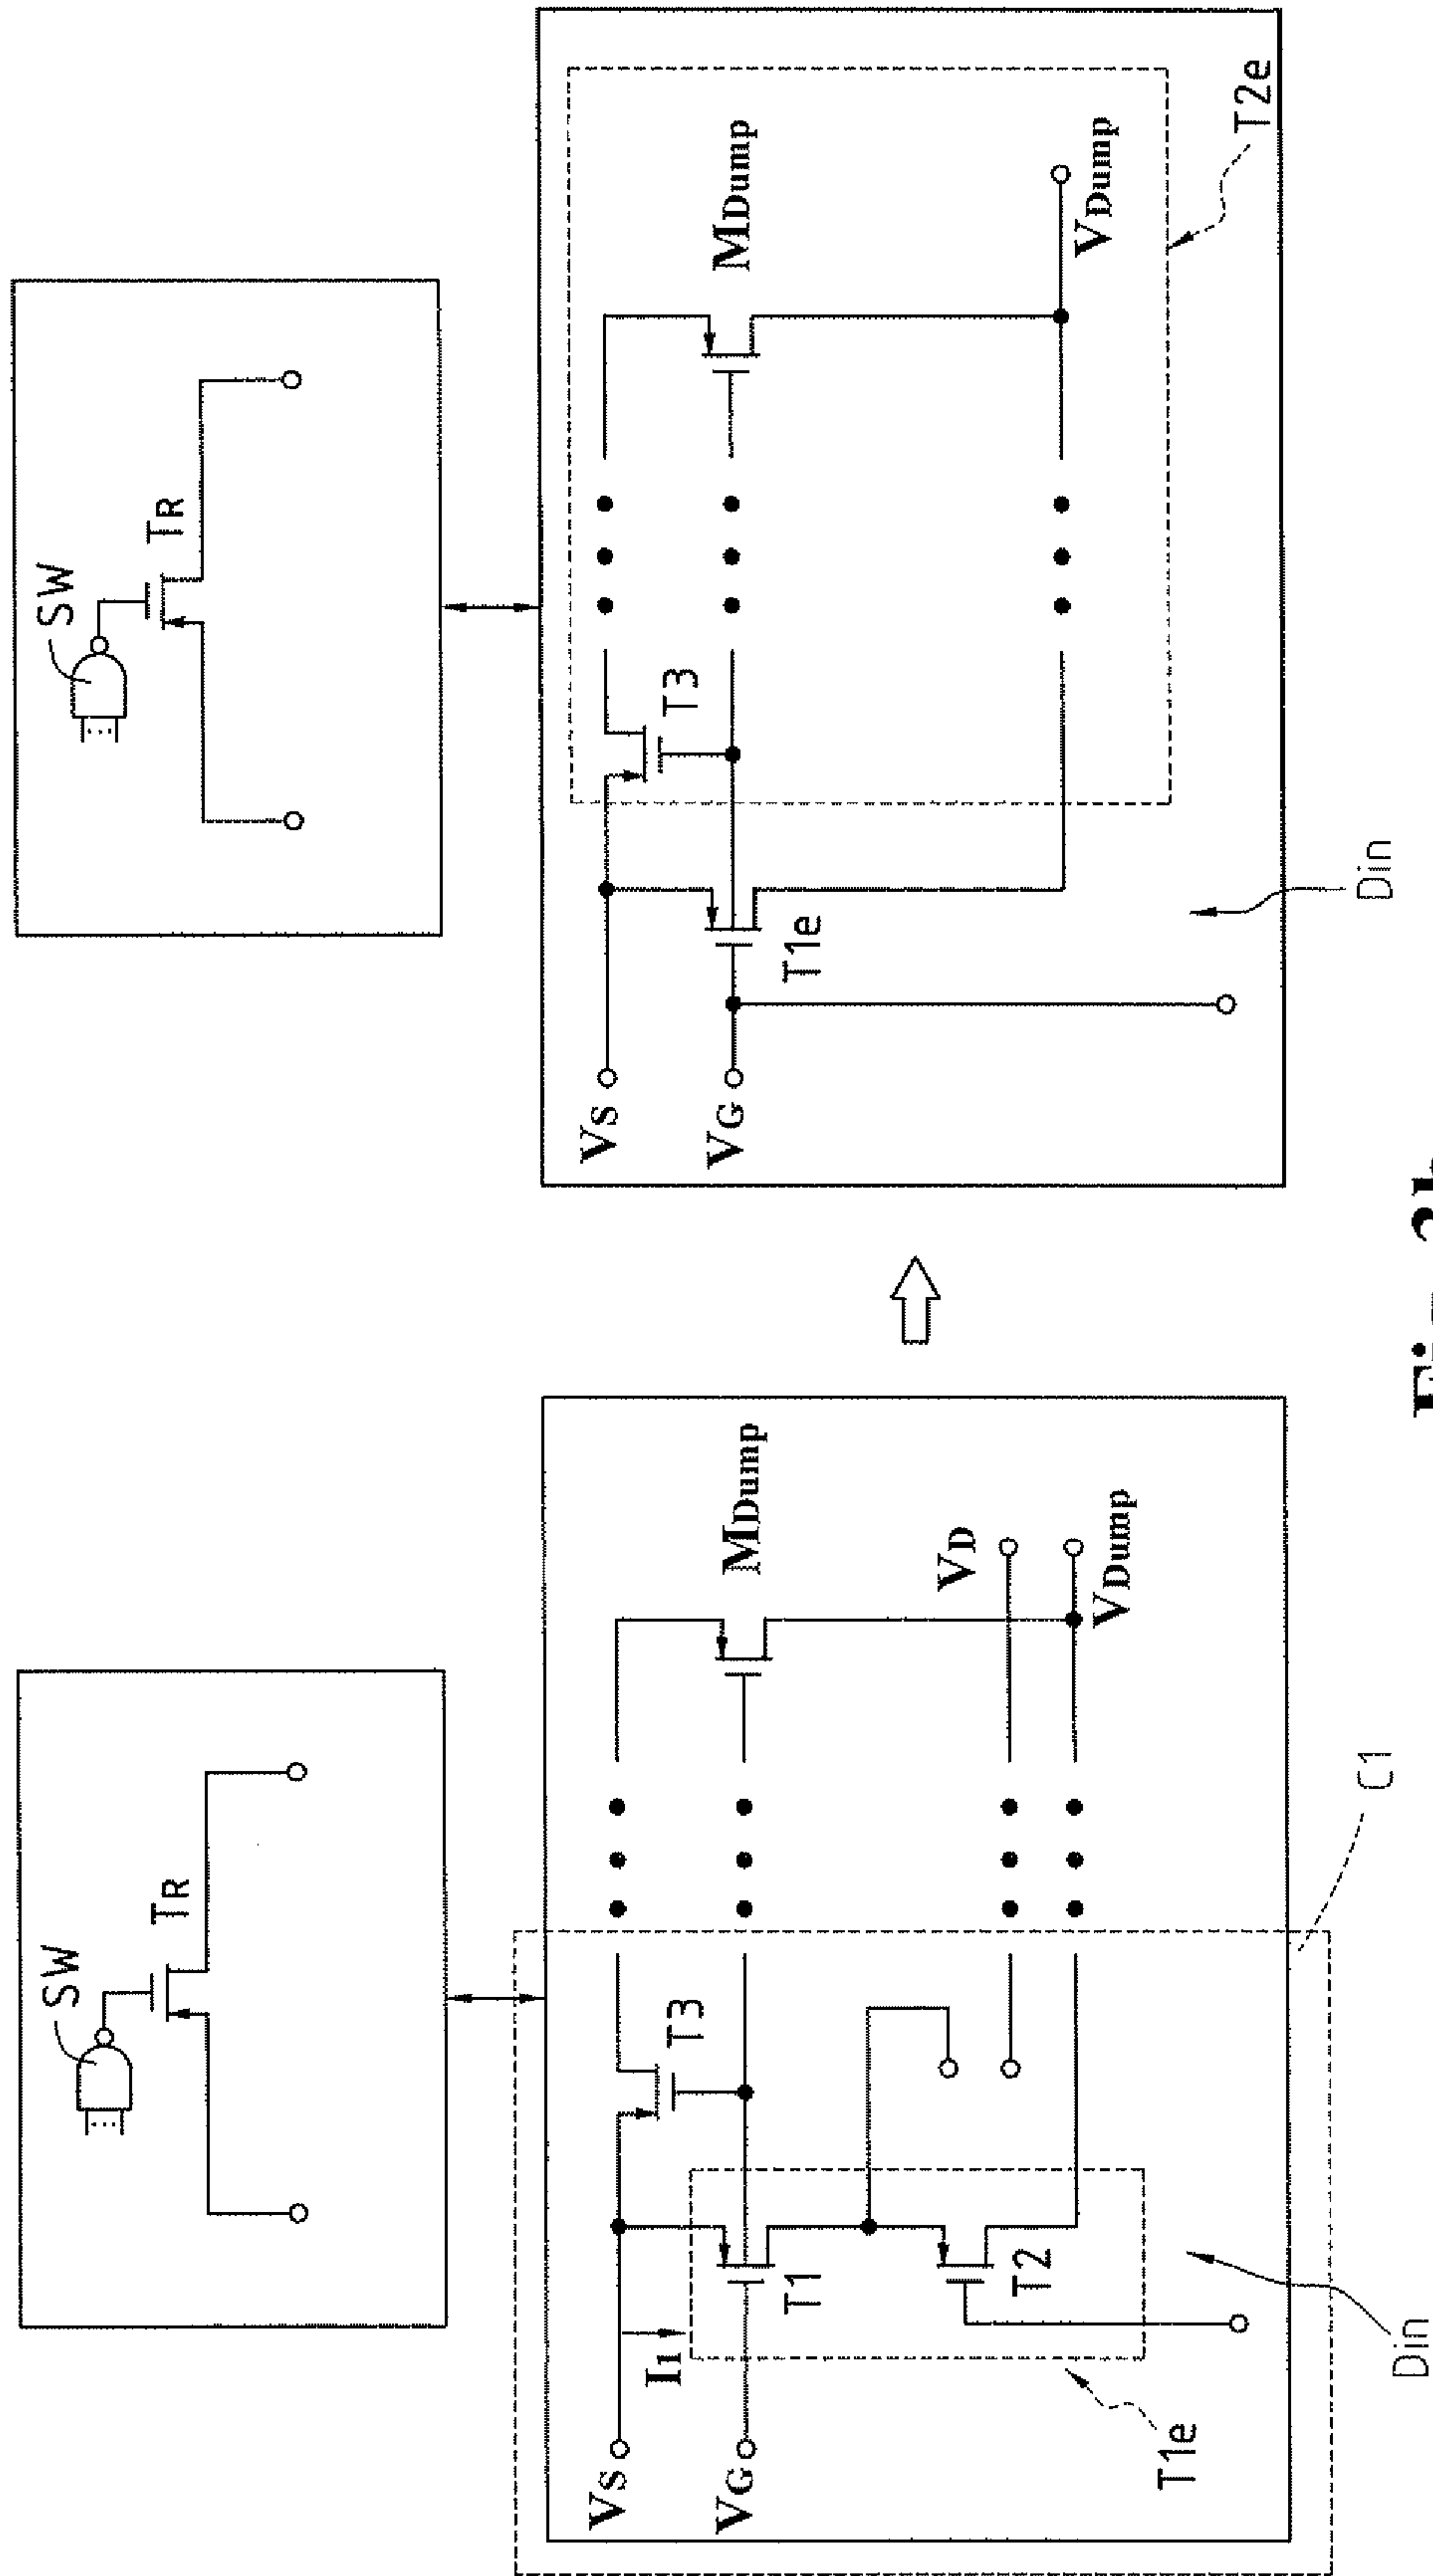 SW
TR
VS
VG
I1
T1
T2
T3
T1e
Din
C1
MDump
VD
VDump
SW
TR
VS
VG
T1e
T3
MDump
VDump
T2e
Din